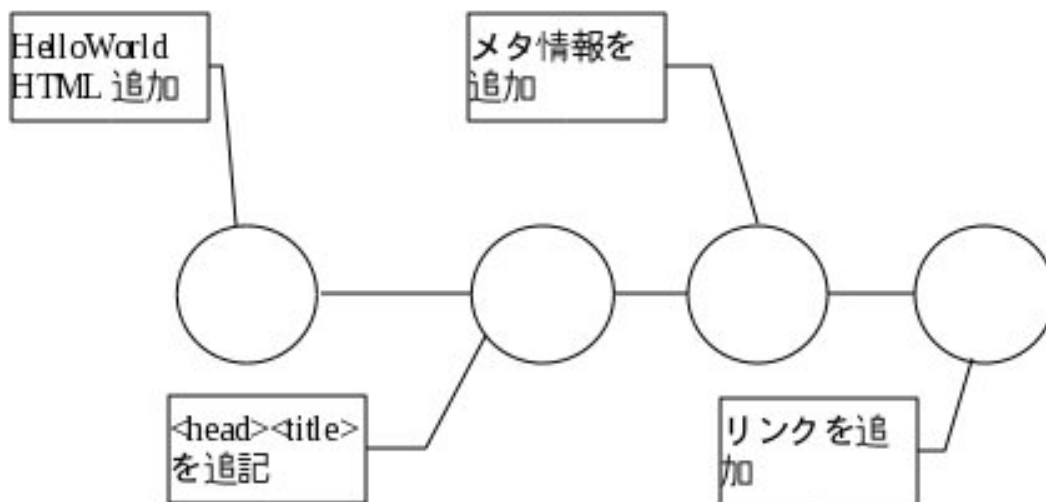 HelloWorld
HTML 追加
メタ情報を
追加
<head><title>
を追記
リンクを追
加